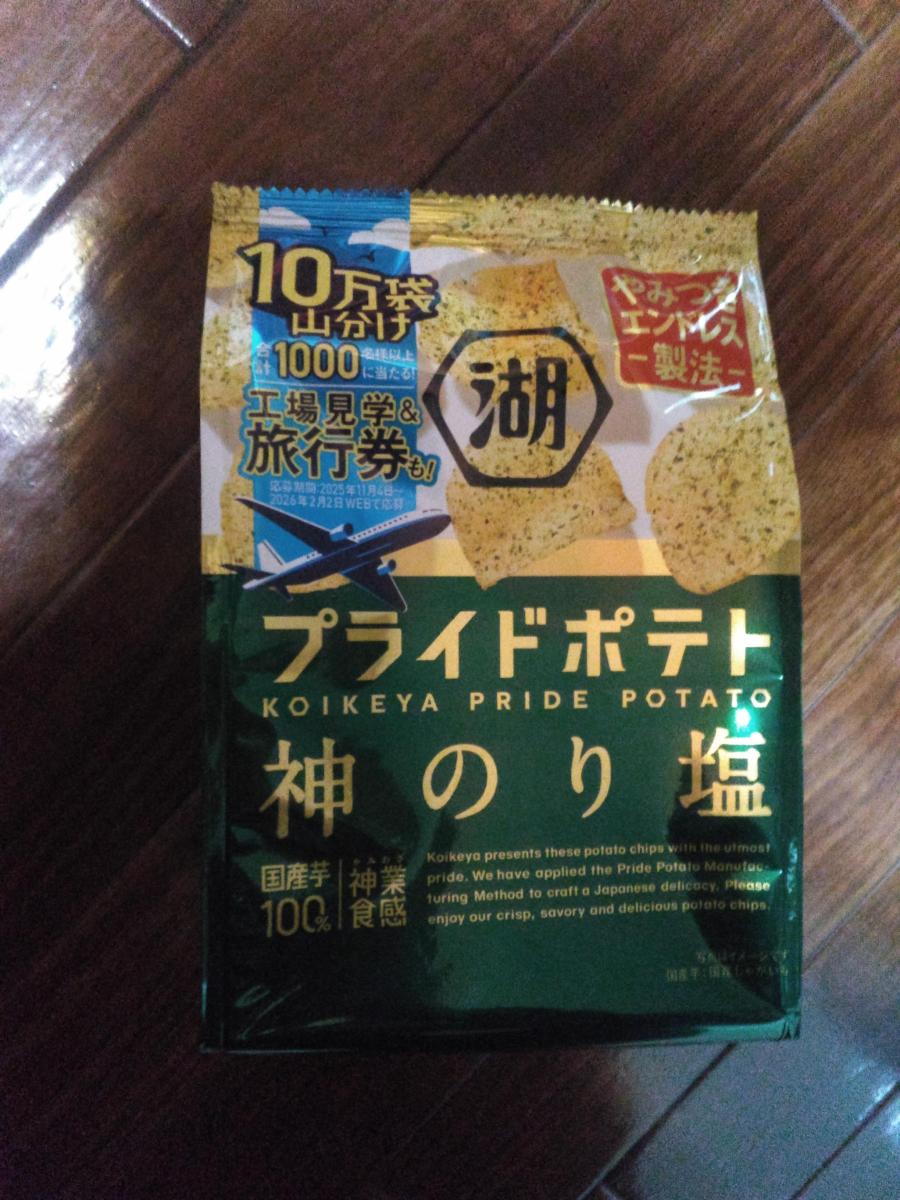 10万袋
山分け
合計1000名様以上に当たる!
工場見学&
旅行券も!
応募期間:2025年11月4日~
2026年2月2日 WEBで応募
湖
やみつき
エンドレス
ー製法ー
プライドポテト
KOIKEYA PRIDE POTATO
神のり塩
国産芋
100%
かみわざ
神業
食感
Koikeya presents these potato chips with the utmost
pride. We have applied the Pride Potato Manufac-
turing Method to craft a Japanese delicacy. Please
enjoy our crisp, savory and delicious potato chips.
写真はイメージです
国産芋:国産じゃがいも